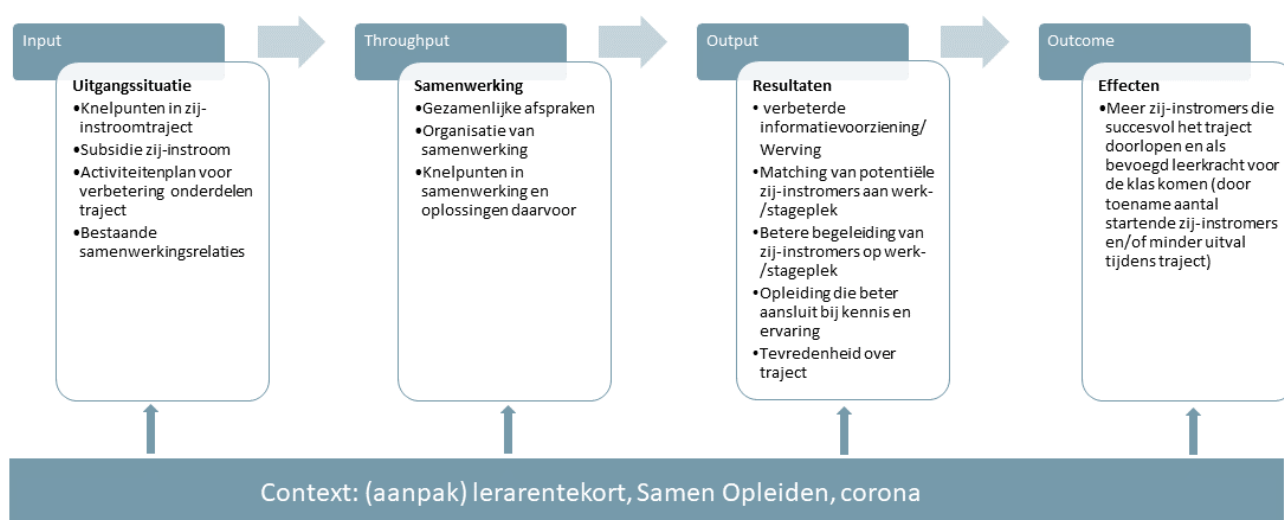 Input
Uitgangssituatie
•Knelpunten in zij-
instroomtraject
•Subsidie zij-instroom
•Activiteitenplan voor
verbetering onderdelen
traject
•Bestaande
samenwerkingsrelaties
Throughput
Samenwerking
•Gezamenlijke afspraken
•Organisatie van
samenwerking
•Knelpunten in
samenwerking en
oplossingen daarvoor
Output
Resultaten
• verbeterde
informatievoorziening/
Werving
•Matching van potentiële
zij-instromers aan werk-
/stageplek
•Betere begeleiding van
zij-instromers op werk-
/stageplek
•Opleiding die beter
aansluit bij kennis en
ervaring
•Tevredenheid over
traject
Outcome
Effecten
•Meer zij-instromers die
succesvol het traject
doorlopen en als
bevoegd leerkracht voor
de klas komen (door
toename aantal
startende zij-instromers
en/of minder uitval
tijdens traject)
Context: (aanpak) lerarentekort, Samen Opleiden, corona